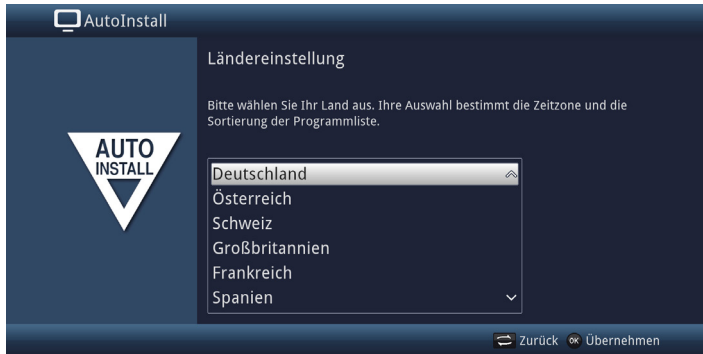 AutoInstall
Ländereinstellung
Bitte wählen Sie Ihr Land aus. Ihre Auswahl bestimmt die Zeitzone und die
Sortierung der Programmliste.
AUTO
INSTALL
Deutschland
Österreich
Schweiz
Großbritannien
Frankreich
Spanien
Zurück OK Übernehmen